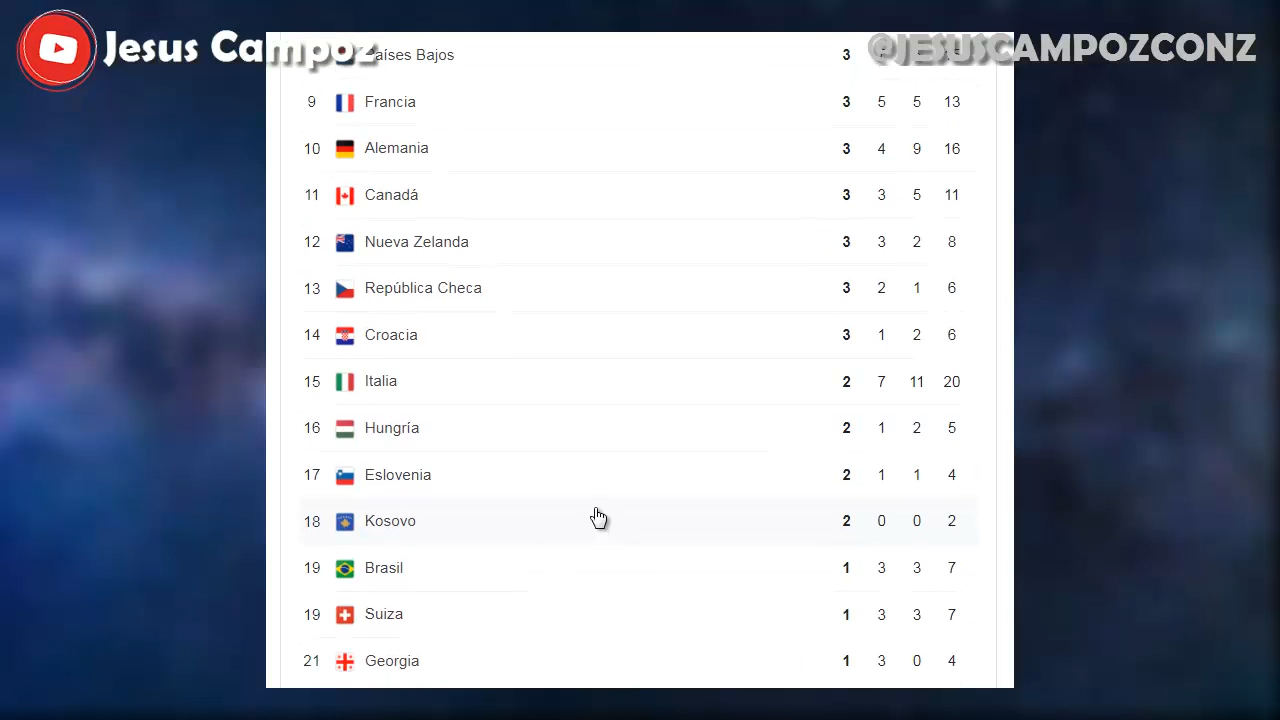 Jesus Campoz
@JESUSCAMPOZCONZ
Países Bajos 3
9 Francia 3 5 5 13
10 Alemania 3 4 9 16
11 Canadá 3 3 5 11
12 Nueva Zelanda 3 3 2 8
13 República Checa 3 2 1 6
14 Croacia 3 1 2 6
15 Italia 2 7 11 20
16 Hungría 2 1 2 5
17 Eslovenia 2 1 1 4
18 Kosovo 2 0 0 2
19 Brasil 1 3 3 7
19 Suiza 1 3 3 7
21 Georgia 1 3 0 4